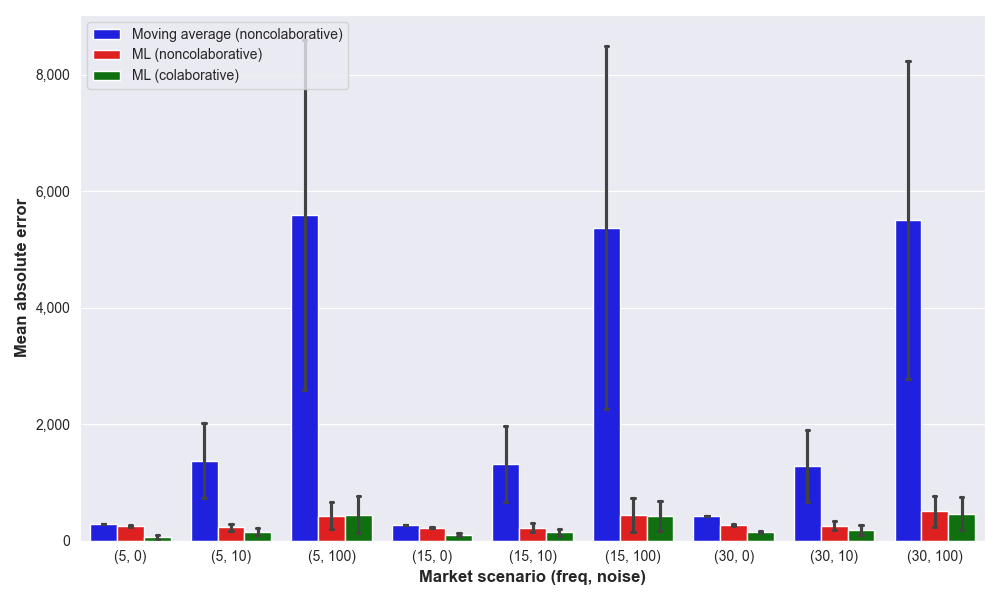 Moving average (noncolaborative)
ML (noncolaborative)
ML (colaborative)
Mean absolute error
8,000
6,000
4,000
2,000
0
(5, 0) (5, 10) (5, 100) (15, 0) (15, 10) (15, 100) (30, 0) (30, 10) (30, 100)
Market scenario (freq, noise)